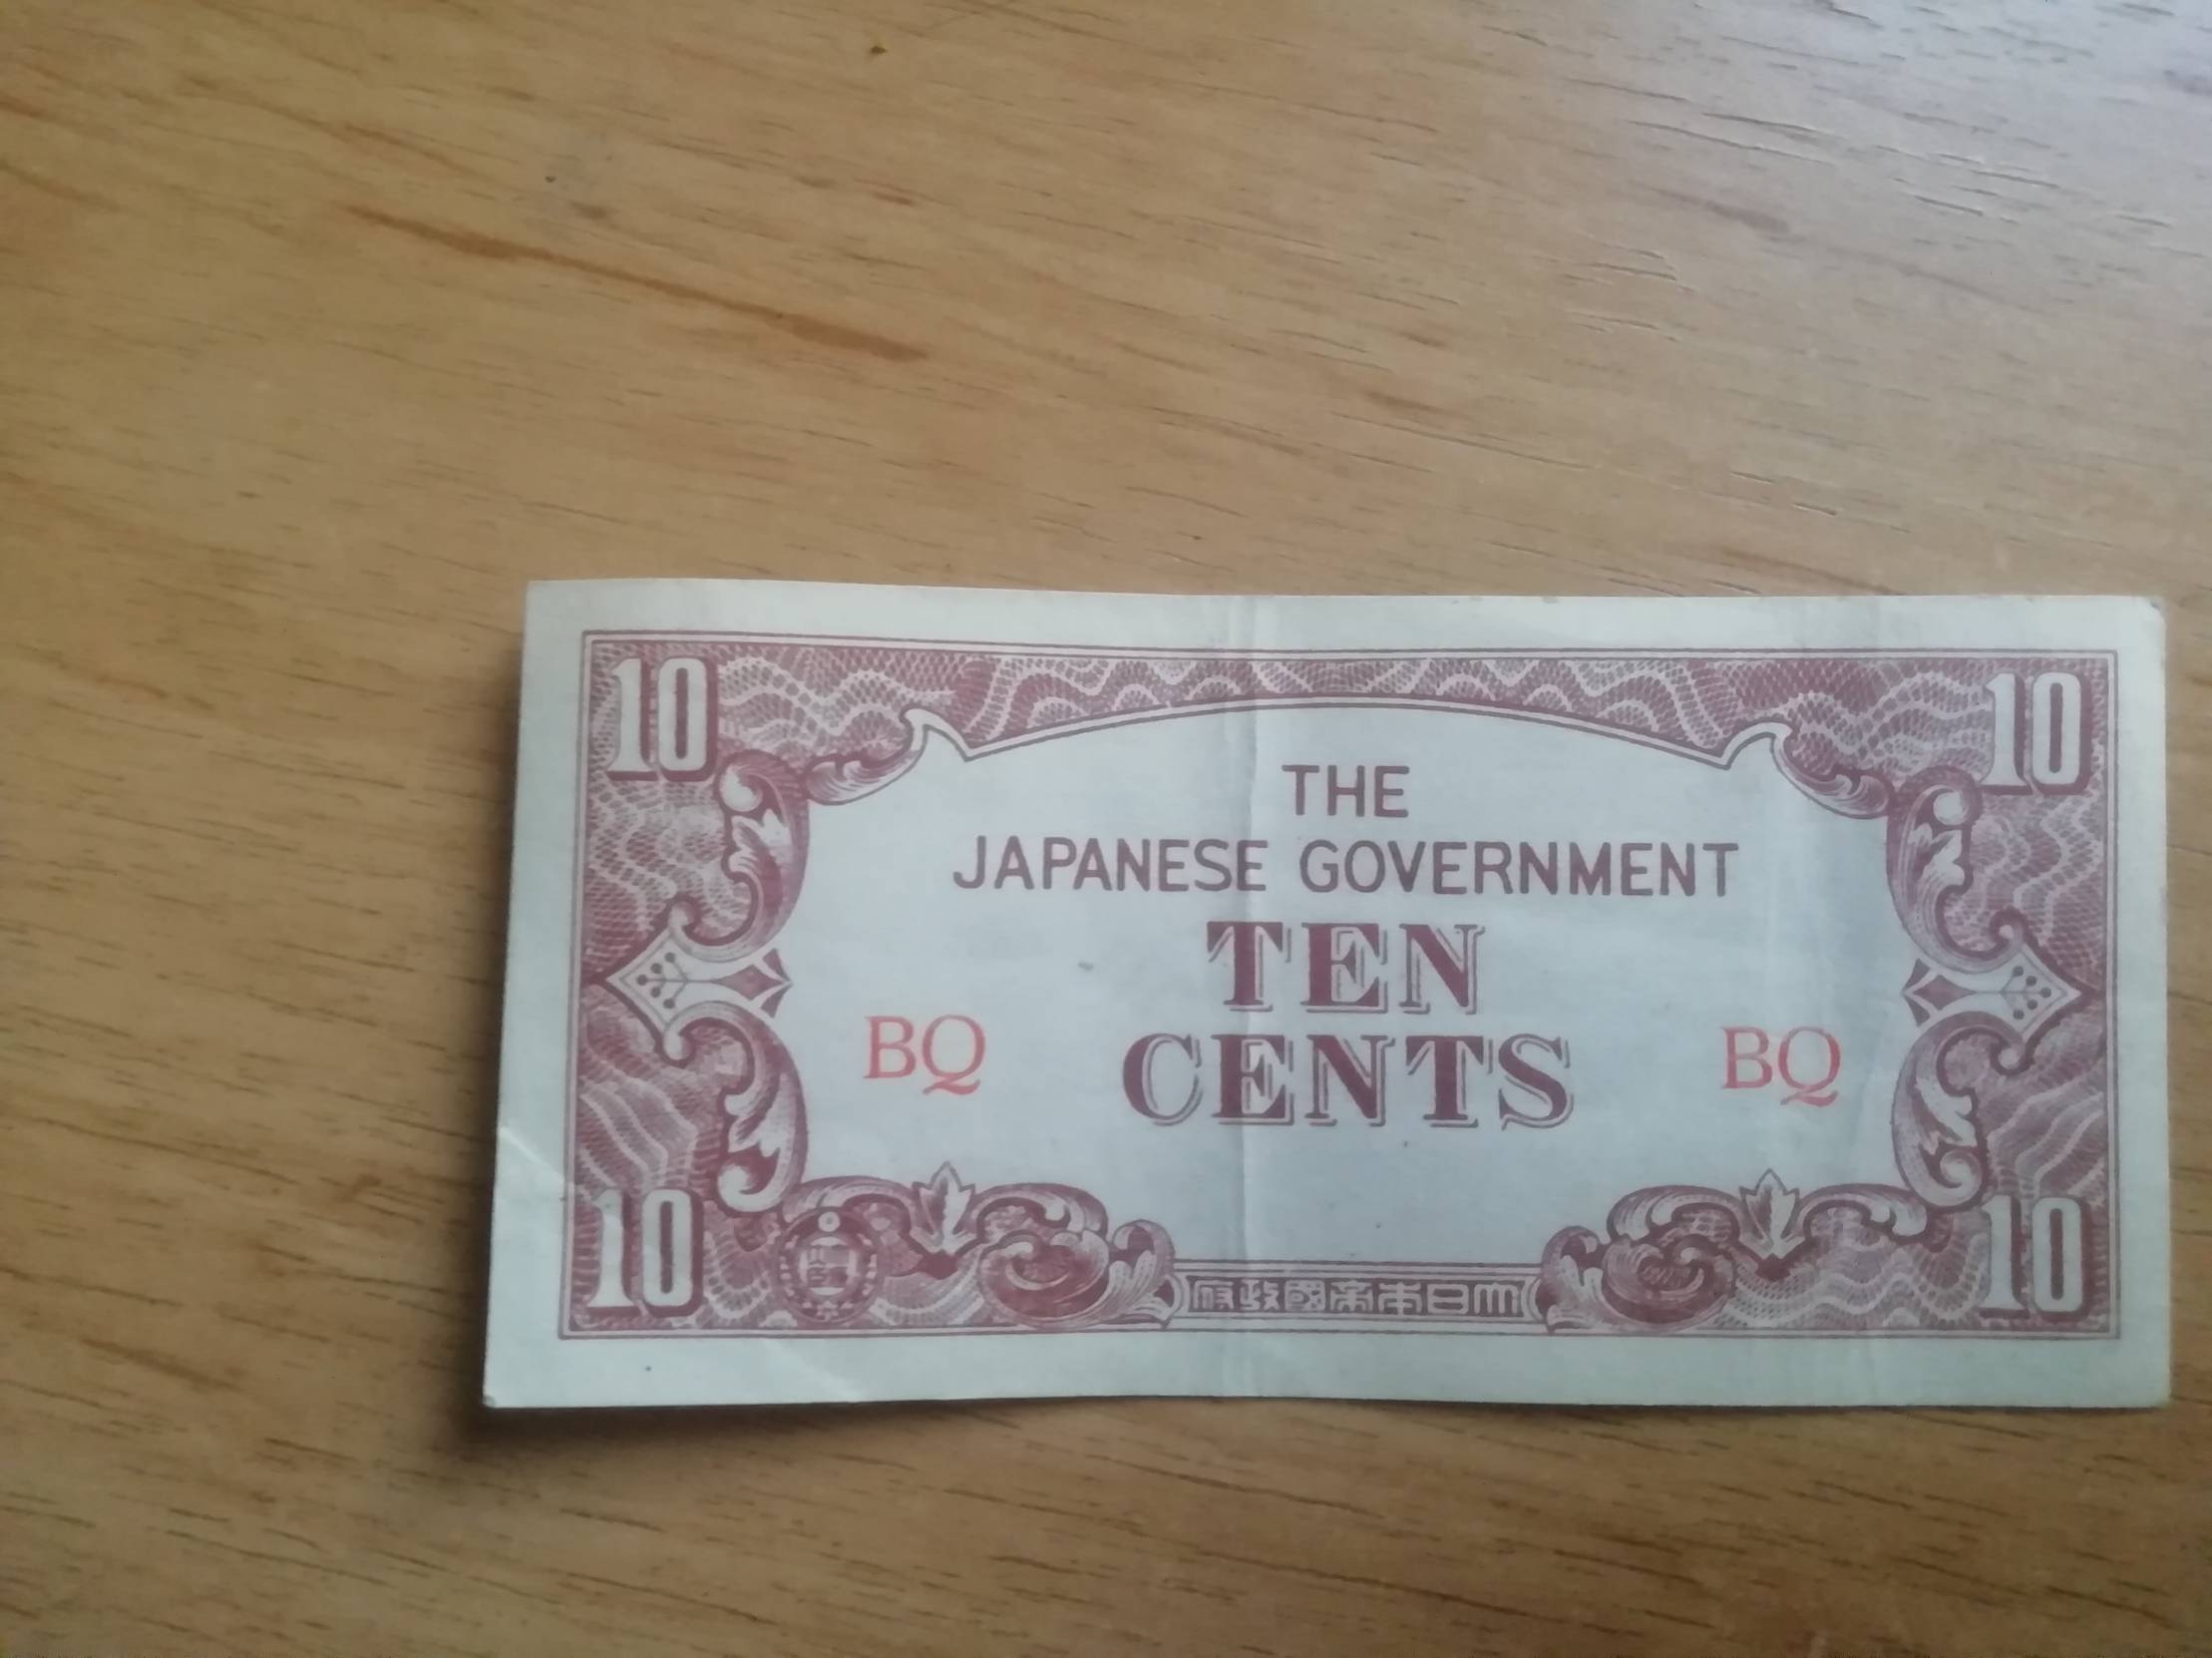 10 10
THE
JAPANESE GOVERNMENT
TEN
BQ CENTS BQ
10 10
府政國帝本日大